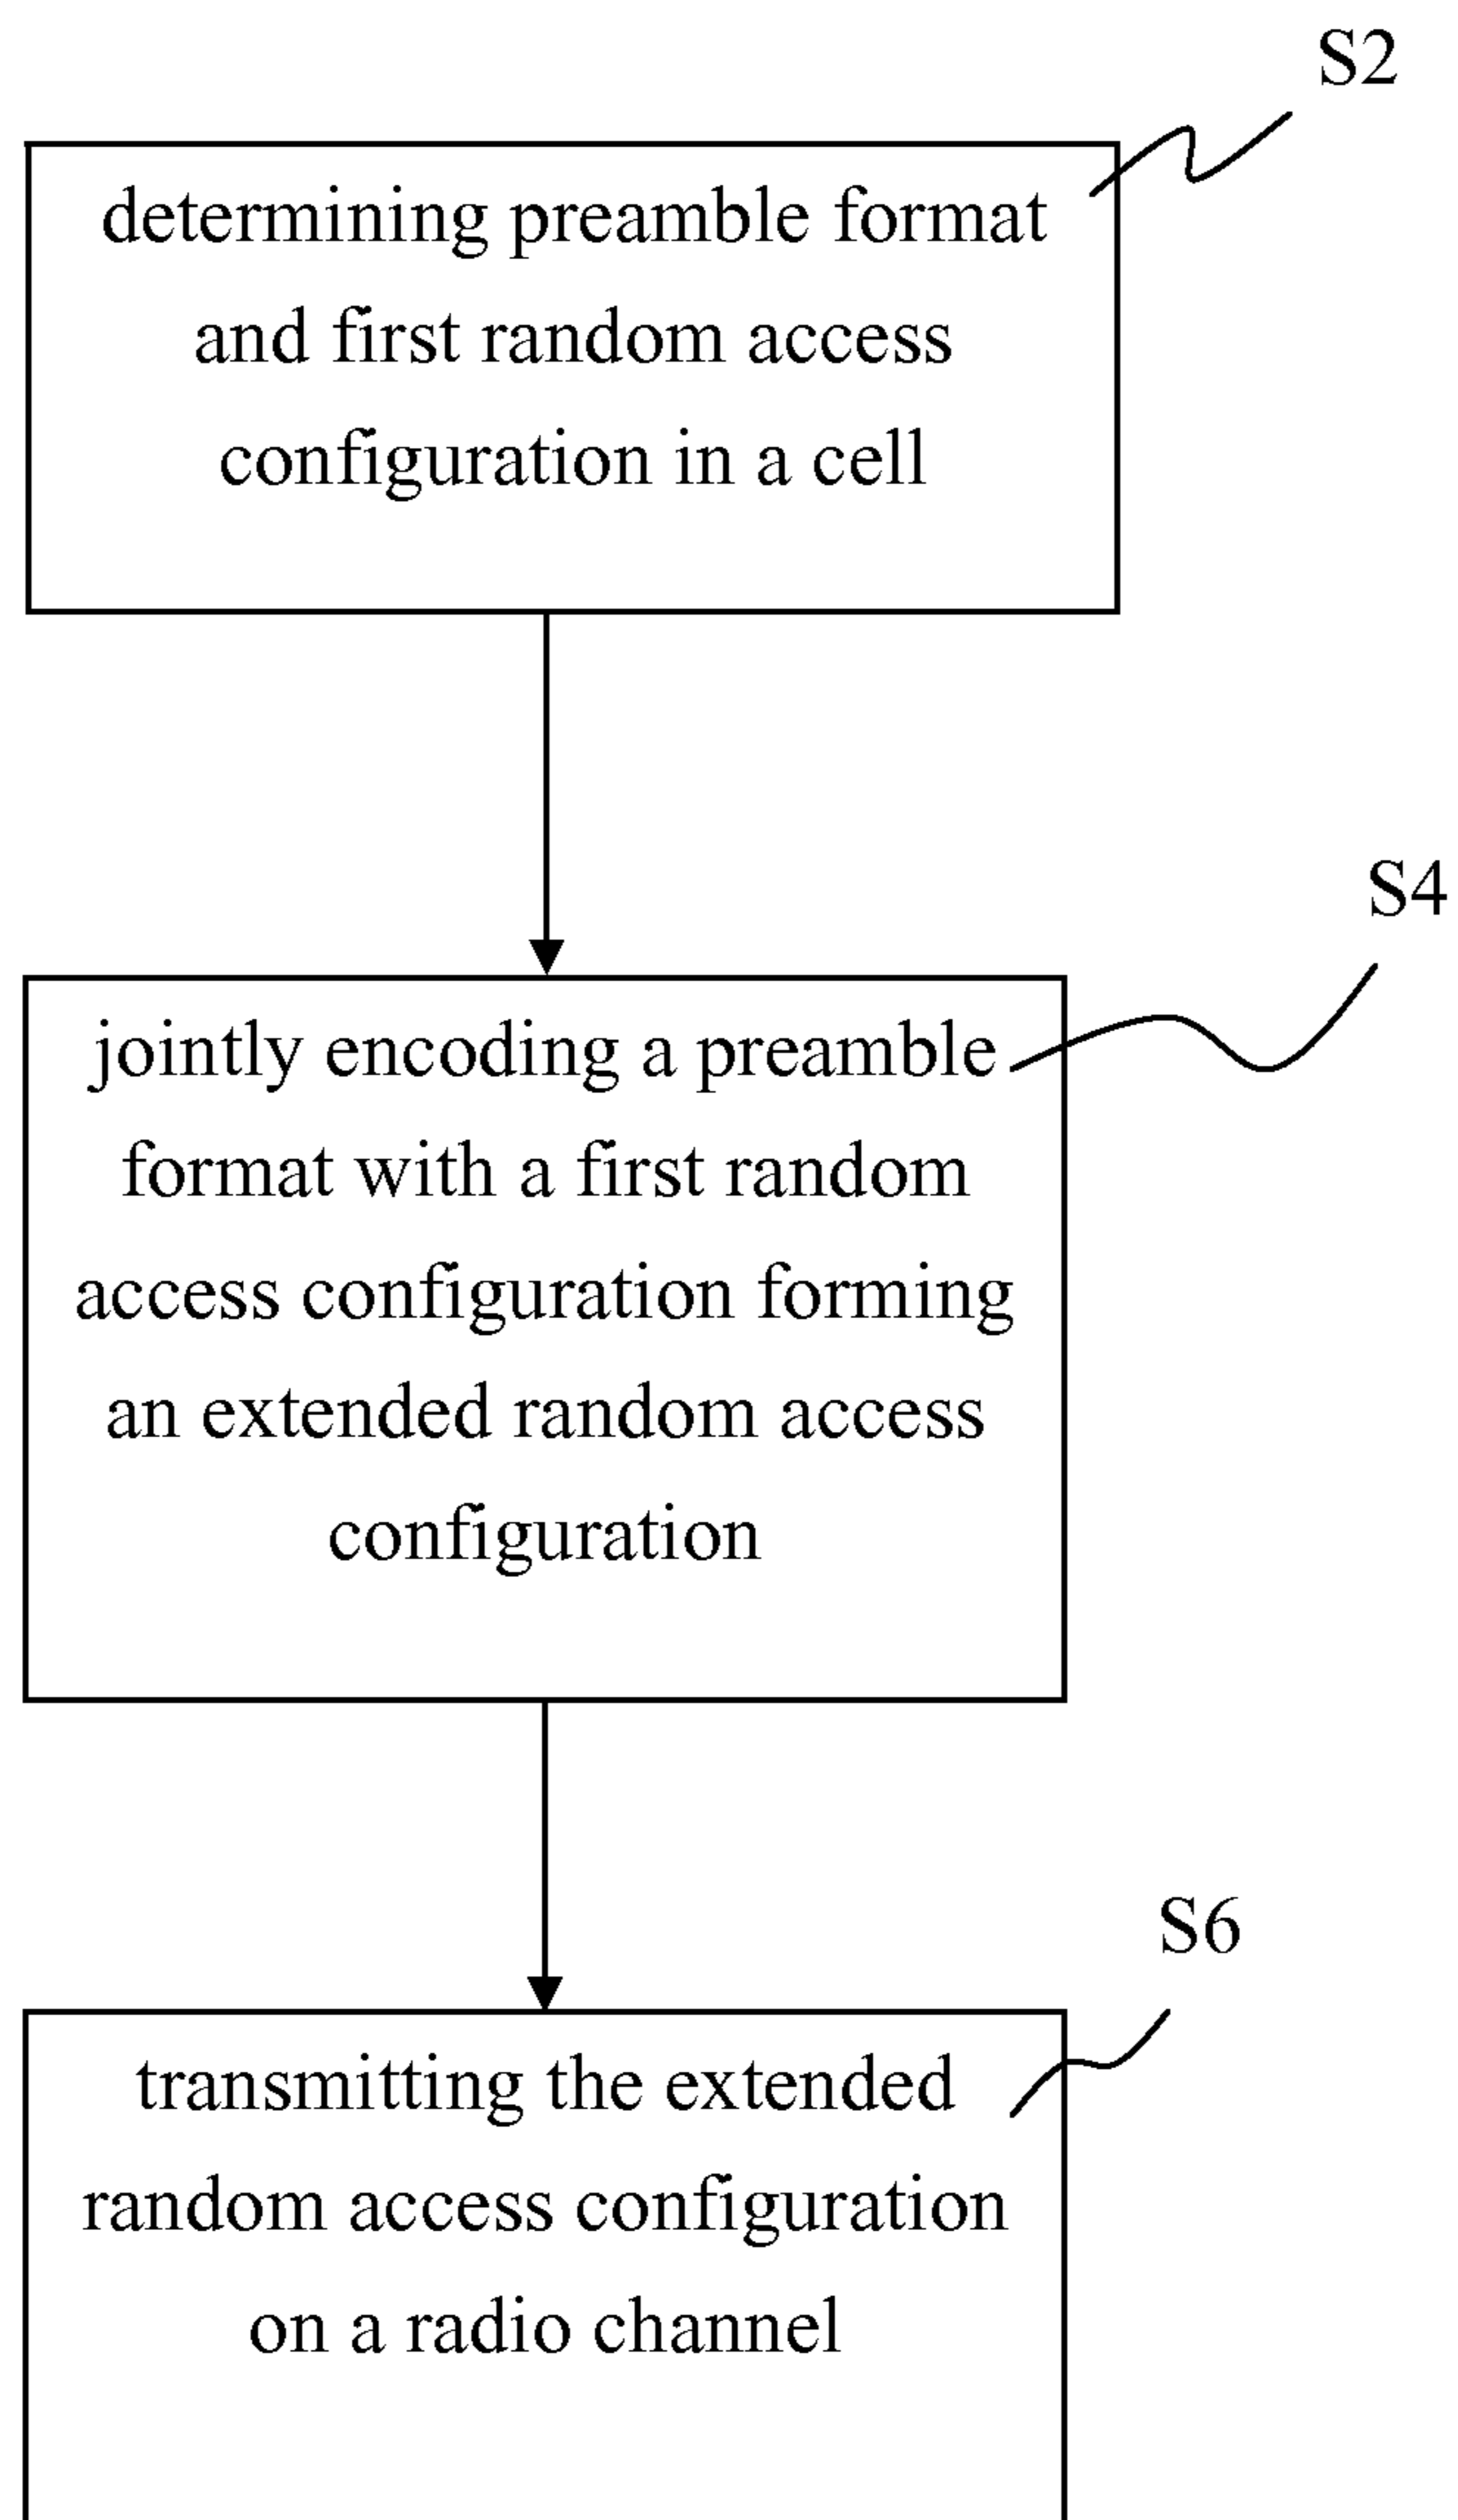 S2
determining preamble format
and first random access
configuration in a cell
S4
jointly encoding a preamble
format with a first random
access configuration forming
an extended random access
configuration
S6
transmitting the extended
random access configuration
on a radio channel